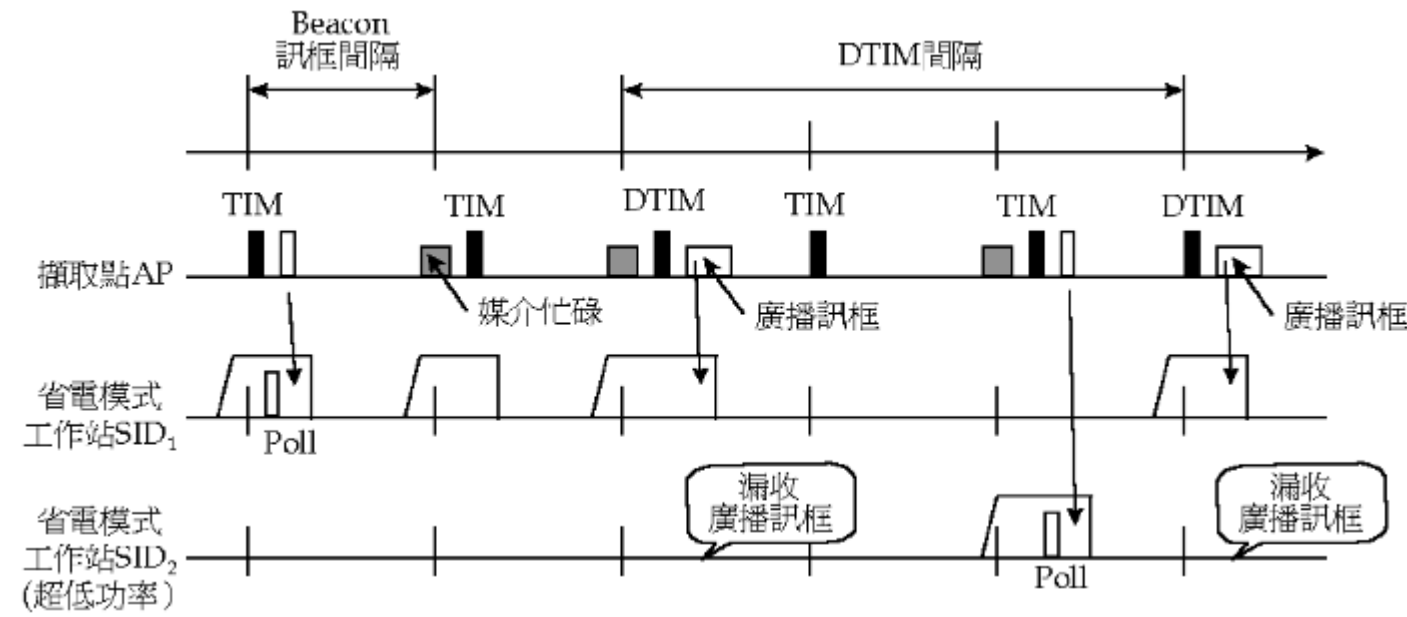 Beacon
訊框間隔
DTIM間隔
TIM
TIM
DTIM
TIM
TIM
DTIM
擷取點AP
媒介忙碌
廣播訊框
廣播訊框
省電模式
工作站SID₁
Poll
漏收
廣播訊框
漏收
廣播訊框
省電模式
工作站SID₂
(超低功率)
Poll